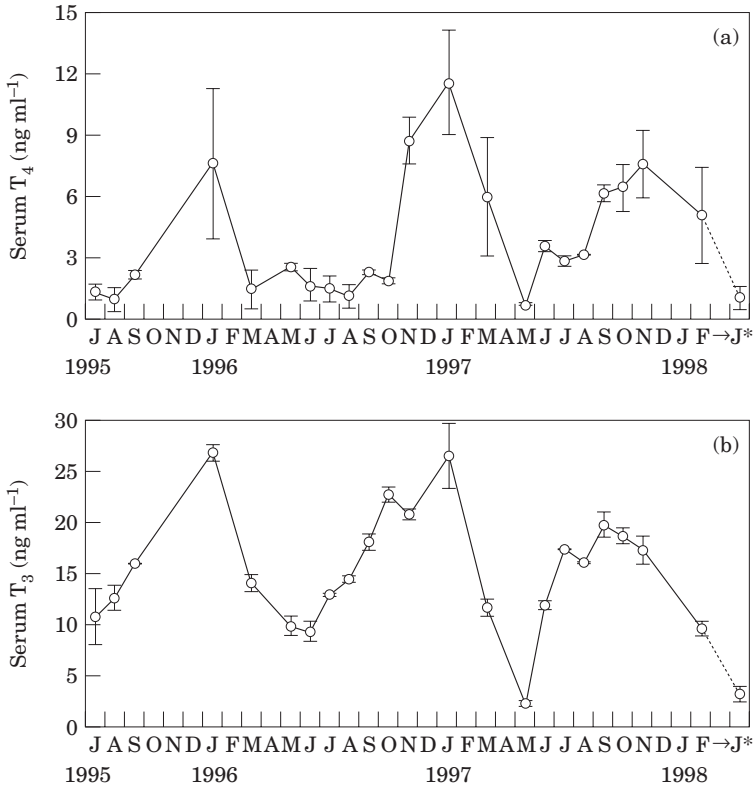 15
(a)
12
9
6
3
0
Serum T₄ (ng ml⁻¹)
J A S O N D J F M A M J J A S O N D J F M A M J J A S O N D J F →J*
1995 1996 1997 1998
30
(b)
25
20
15
10
5
0
Serum T₃ (ng ml⁻¹)
J A S O N D J F M A M J J A S O N D J F M A M J J A S O N D J F →J*
1995 1996 1997 1998